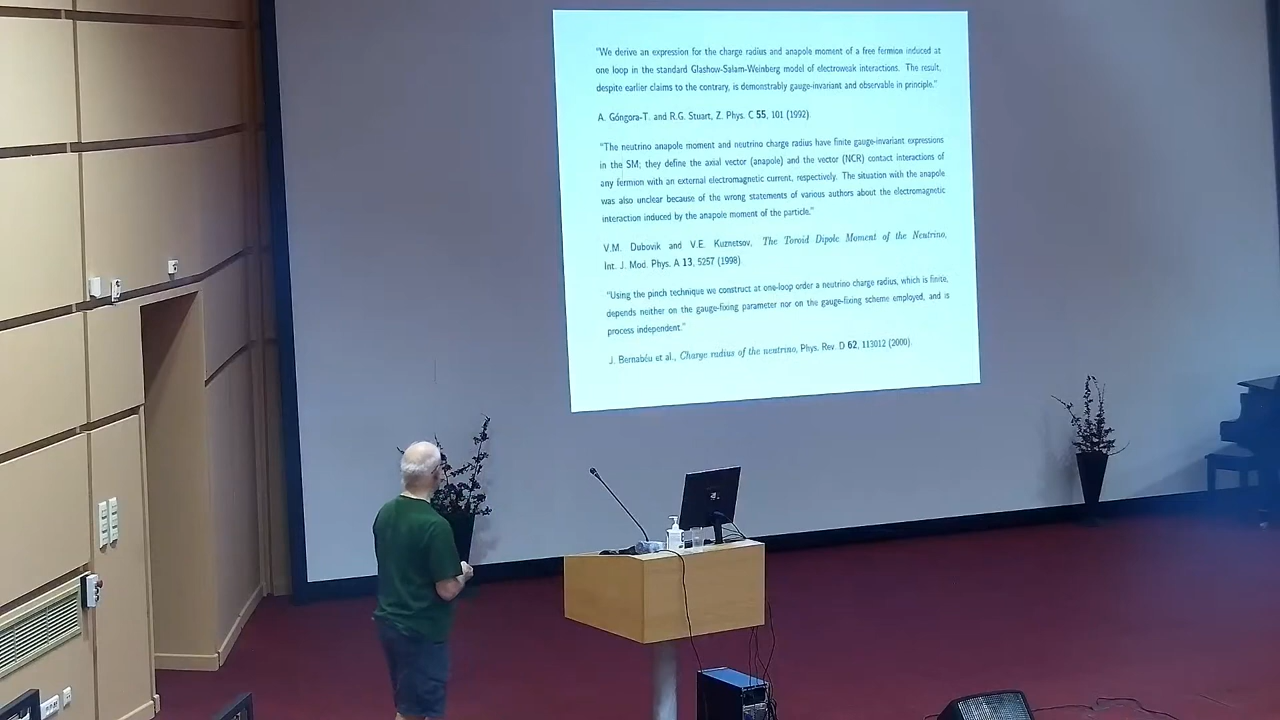 "We derive an expression for the charge radius and anapole moment of a free fermion induced at
one loop in the standard Glashow-Salam-Weinberg model of electroweak interactions. The result,
despite earlier claims to the contrary, is demonstrably gauge-invariant and observable in principle."
A. Góngora-T. and R.G. Stuart, Z. Phys. C 55, 101 (1992)
"The neutrino anapole moment and neutrino charge radius have finite gauge-invariant expressions
in the SM; they define the axial vector (anapole) and the vector (NCR) contact interactions of
any fermion with an external electromagnetic current, respectively. The situation with the anapole
was also unclear because of the wrong statements of various authors about the electromagnetic
interaction induced by the anapole moment of the particle."
V.M. Dubovik and V.E. Kuznetsov, The Toroid Dipole Moment of the Neutrino,
Int. J. Mod. Phys. A 13, 5257 (1998)
"Using the pinch technique we construct at one-loop order a neutrino charge radius, which is finite,
depends neither on the gauge-fixing parameter nor on the gauge-fixing scheme employed, and is
process independent."
J. Bernabéu et al., Charge radius of the neutrino, Phys. Rev. D 62, 113012 (2000).